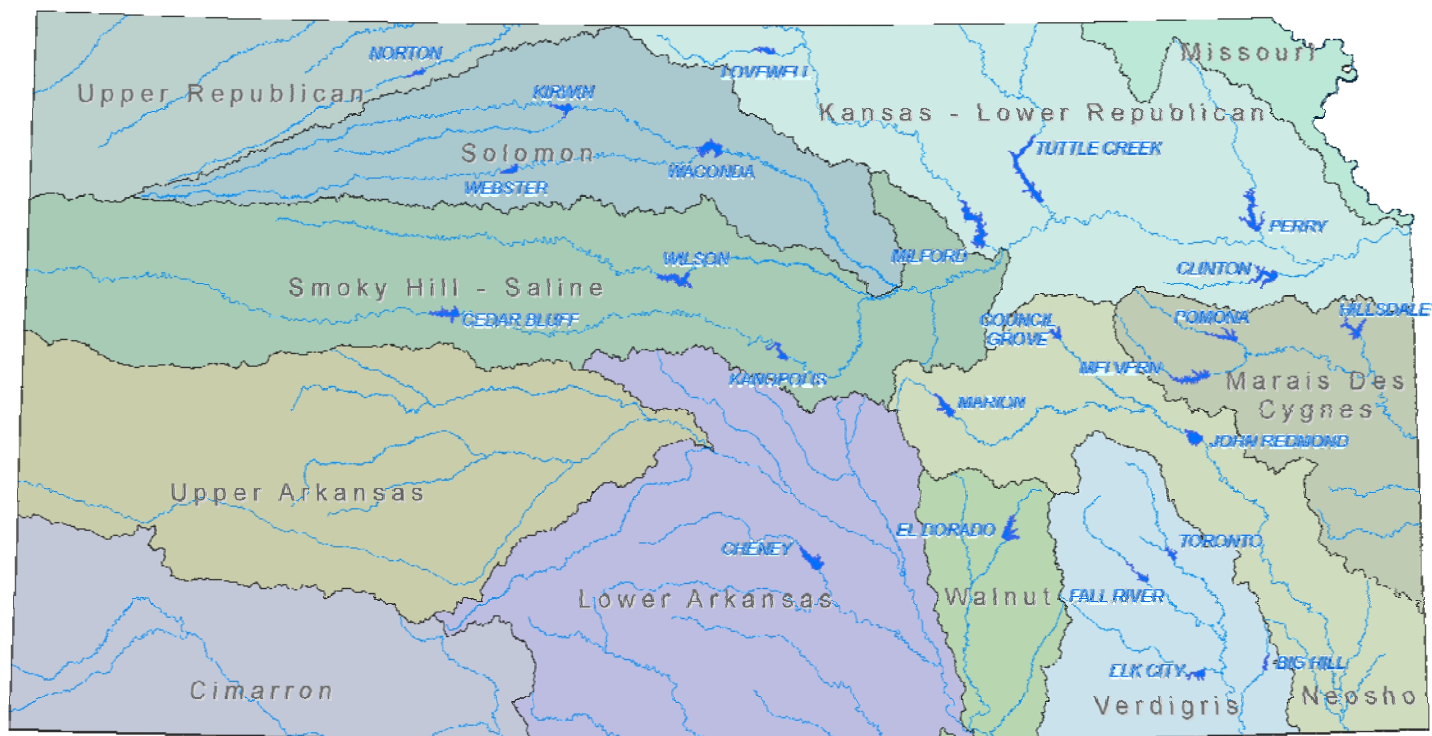 NORTON
Missouri
LOVEWELL
Upper Republican
KIRWIN
Kansas - Lower Republican
TUTTLE CREEK
Solomon
WACONDA
WEBSTER
PERRY
MILFORD
WILSON
CLINTON
Smoky Hill - Saline
HILLSDALE
CEDAR BLUFF
COUNCIL
GROVE
POMONA
MELVERN
KANOPOLIS
Marais Des
Cygnes
MARION
JOHN REDMOND
Upper Arkansas
EL DORADO
TORONTO
CHENEY
Lower Arkansas
Walnut
FALL RIVER
BIG HILL
ELK CITY
Cimarron
Neosho
Verdigris